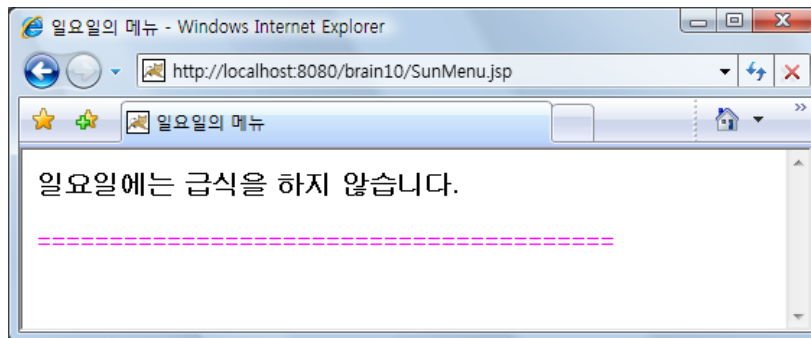 일요일의 메뉴 - Windows Internet Explorer
http://localhost:8080/brain10/SunMenu.jsp
일요일의 메뉴
일요일에는 급식을 하지 않습니다.
========================================